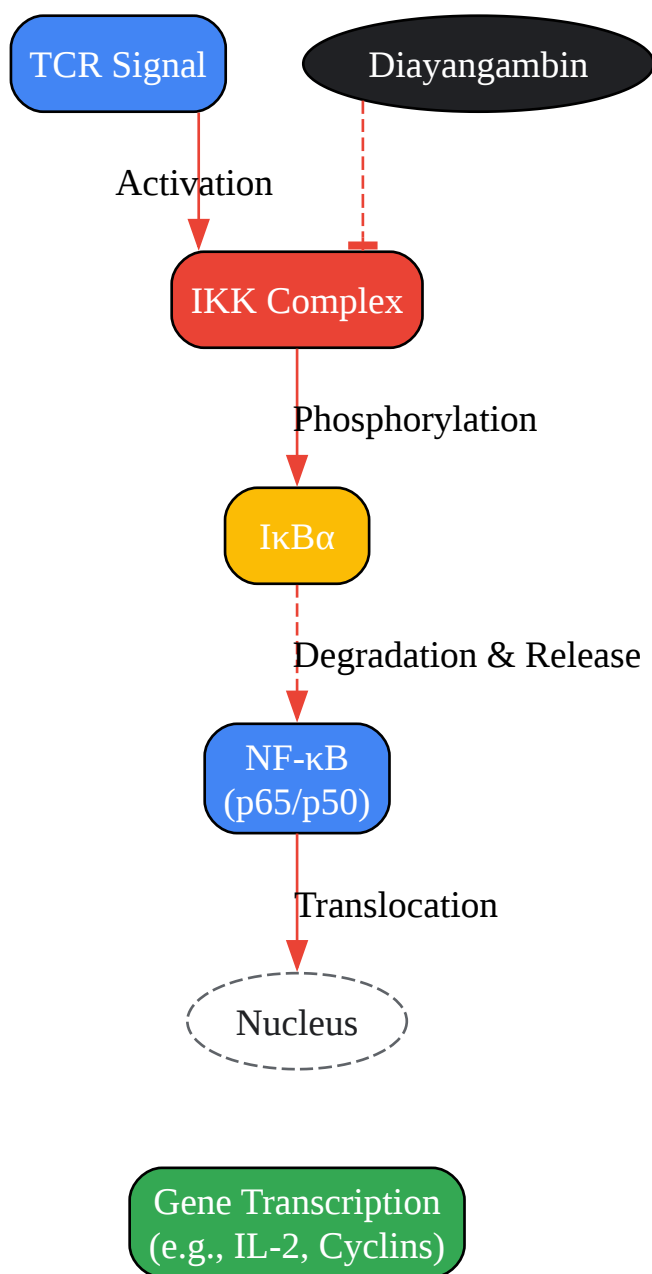 TCR Signal
Diayangambin
Activation
IKK Complex
Phosphorylation
IκBα
Degradation & Release
NF-κB
(p65/p50)
Translocation
Nucleus
Gene Transcription
(e.g., IL-2, Cyclins)